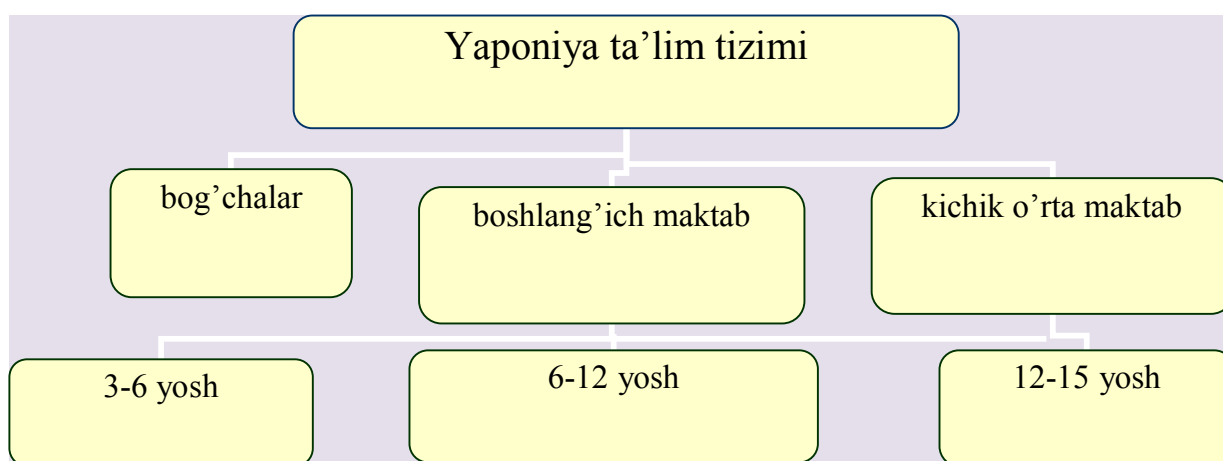 Yaponiya ta’lim tizimi
bog’chalar
boshlang’ich maktab
kichik o’rta maktab
3-6 yosh
6-12 yosh
12-15 yosh